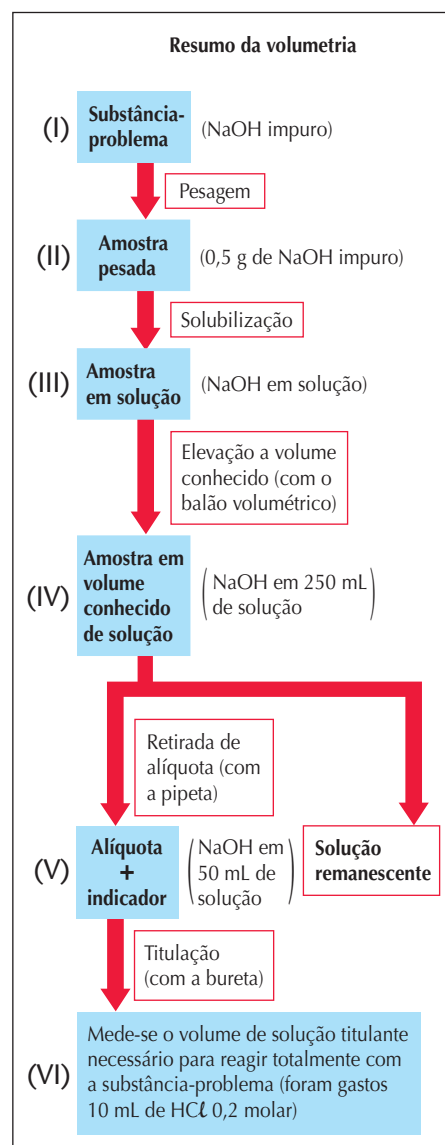 Resumo da volumetria
(I)
Substância-
problema
(NaOH impuro)
Pesagem
(II)
Amostra
pesada
(0,5 g de NaOH impuro)
Solubilização
(III)
Amostra
em solução
(NaOH em solução)
Elevação a volume
conhecido (com o
balão volumétrico)
(IV)
Amostra em
volume
conhecido
de solução
(NaOH em 250 mL
de solução)
Retirada de
alíquota (com
a pipeta)
(V)
Alíquota
+
indicador
(NaOH em
50 mL de
solução)
Solução
remanescente
Titulação
(com a bureta)
(VI)
Mede-se o volume de solução titulante
necessário para reagir totalmente com
a substância-problema (foram gastos
10 mL de HCℓ 0,2 molar)